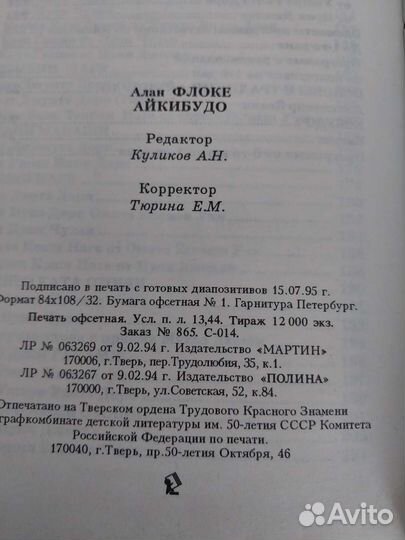 Алан ФЛОКЕ
АЙКИБУДО
Редактор
Куликов А.Н.
Корректор
Тюрина Е.М.
Подписано в печать с готовых диапозитивов 15.07.95 г.
Формат 84х108/32. Бумага офсетная № 1. Гарнитура Петербург.
Печать офсетная. Усл. п. л. 13,44. Тираж 12 000 экз.
Заказ № 865. С-014.
ЛР № 063269 от 9.02.94 г. Издательство «МАРТИН»
170006, г.Тверь, пер.Трудолюбия, 35, к.1.
ЛР № 063267 от 9.02.94 г. Издательство «ПОЛИНА»
170000, г.Тверь, ул.Советская, 52, к.84.
Отпечатано на Тверском ордена Трудового Красного Знамени
графкомбинате детской литературы им. 50-летия СССР Комитета
Российской Федерации по печати.
170040, г.Тверь, пр.50-летия Октября, 46
Avito